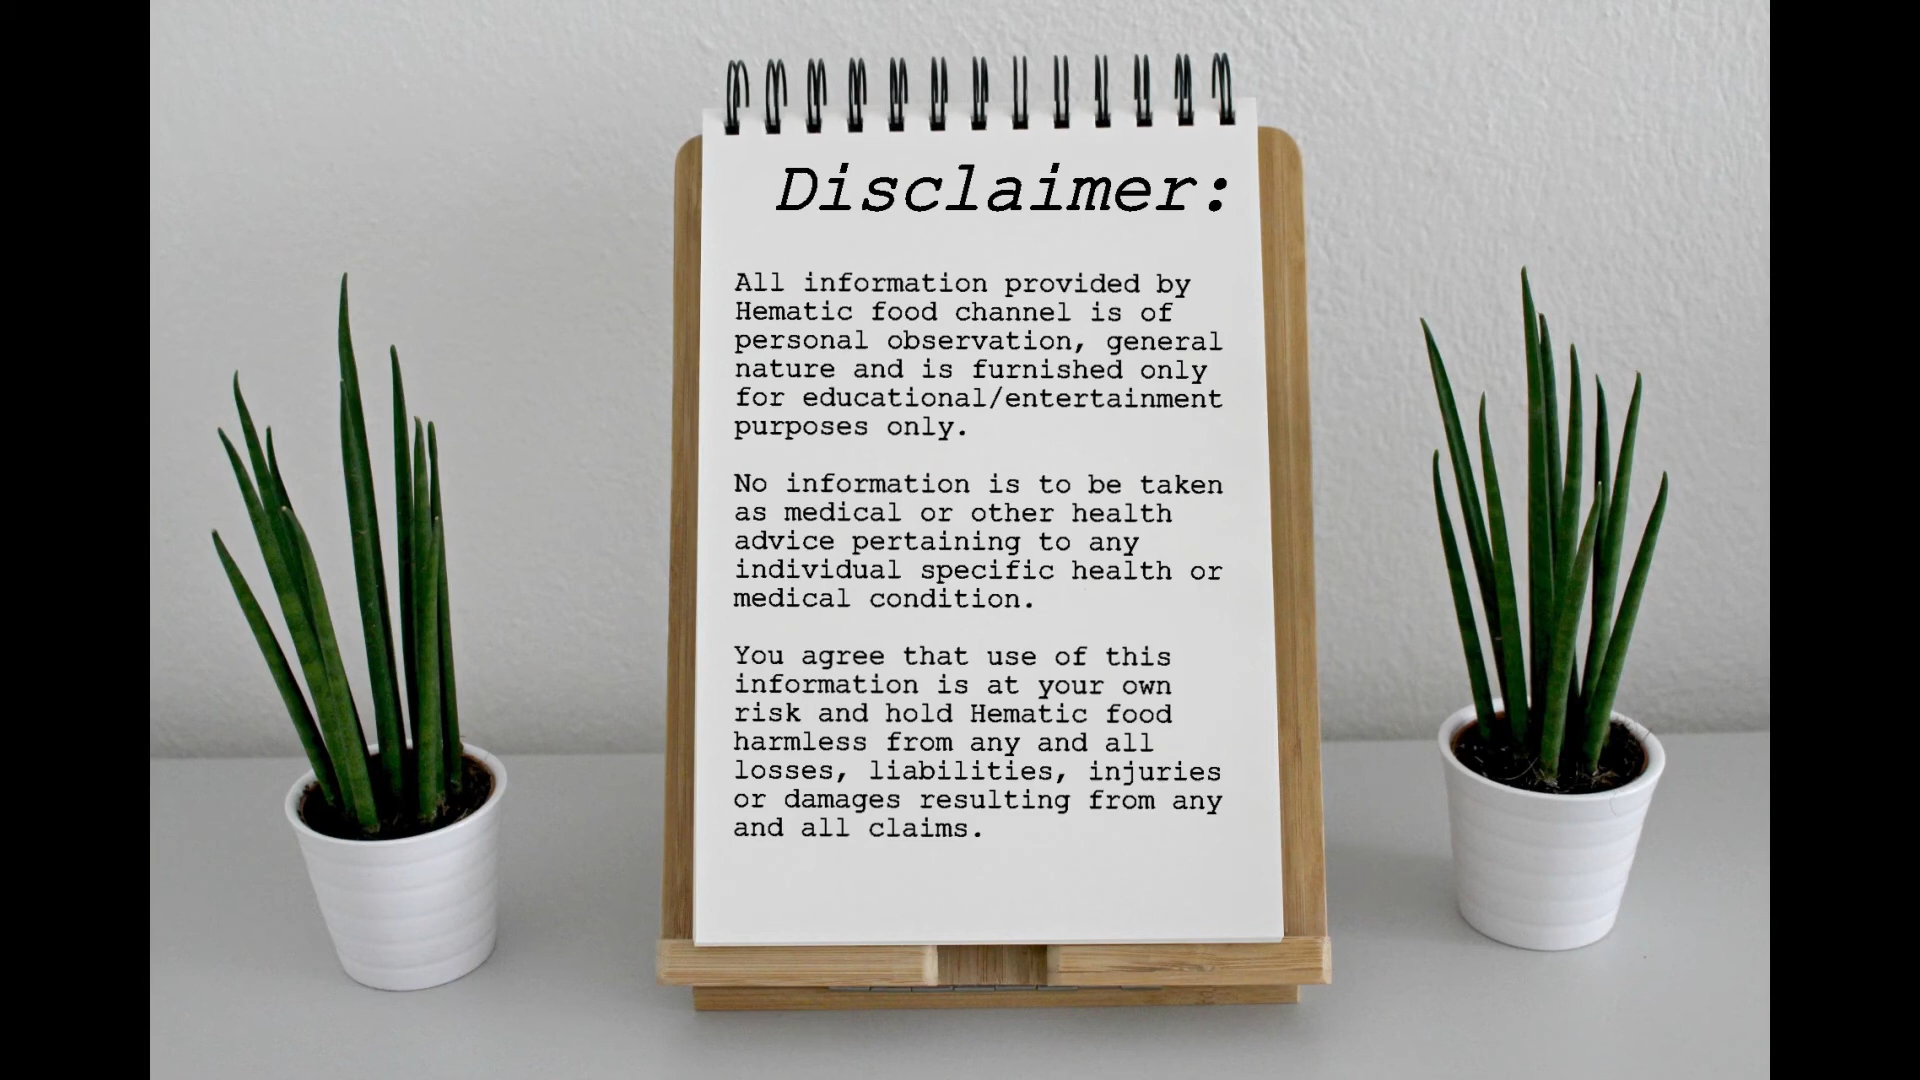 Disclaimer:
All information provided by
Hematic food channel is of
personal observation, general
nature and is furnished only
for educational/entertainment
purposes only.
No information is to be taken
as medical or other health
advice pertaining to any
individual specific health or
medical condition.
You agree that use of this
information is at your own
risk and hold Hematic food
harmless from any and all
losses, liabilities, injuries
or damages resulting from any
and all claims.